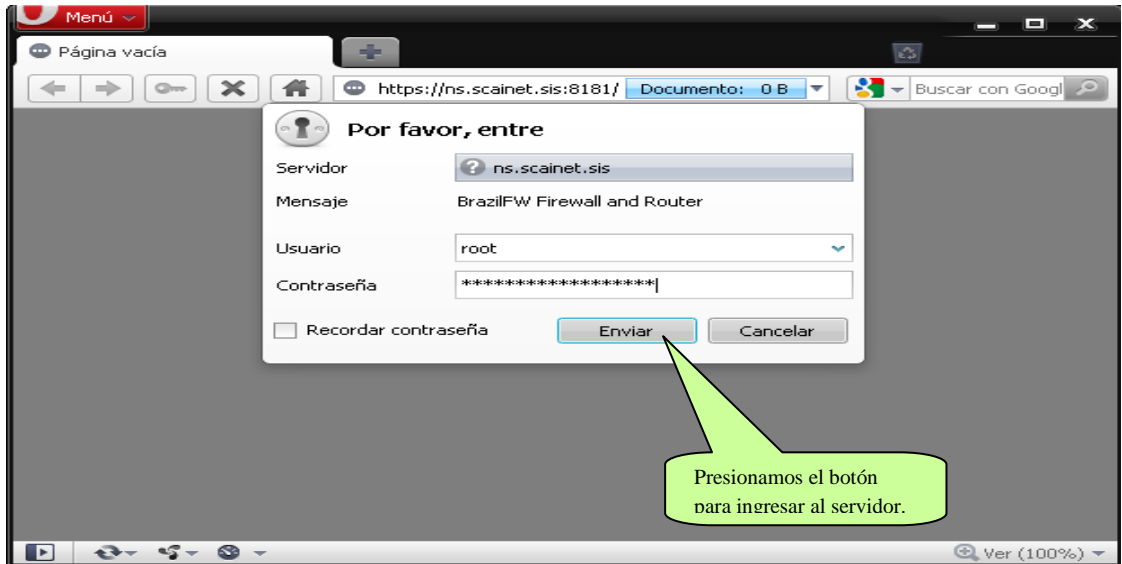 Menú
Página vacía
https://ns.scainet.sis:8181/ Documento: 0 B Buscar con Googl
Por favor, entre
Servidor ns.scainet.sis
Mensaje BrazilFW Firewall and Router
Usuario root
Contraseña ******************
Recordar contraseña Enviar Cancelar
Presionamos el botón
para ingresar al servidor.
Ver (100%)